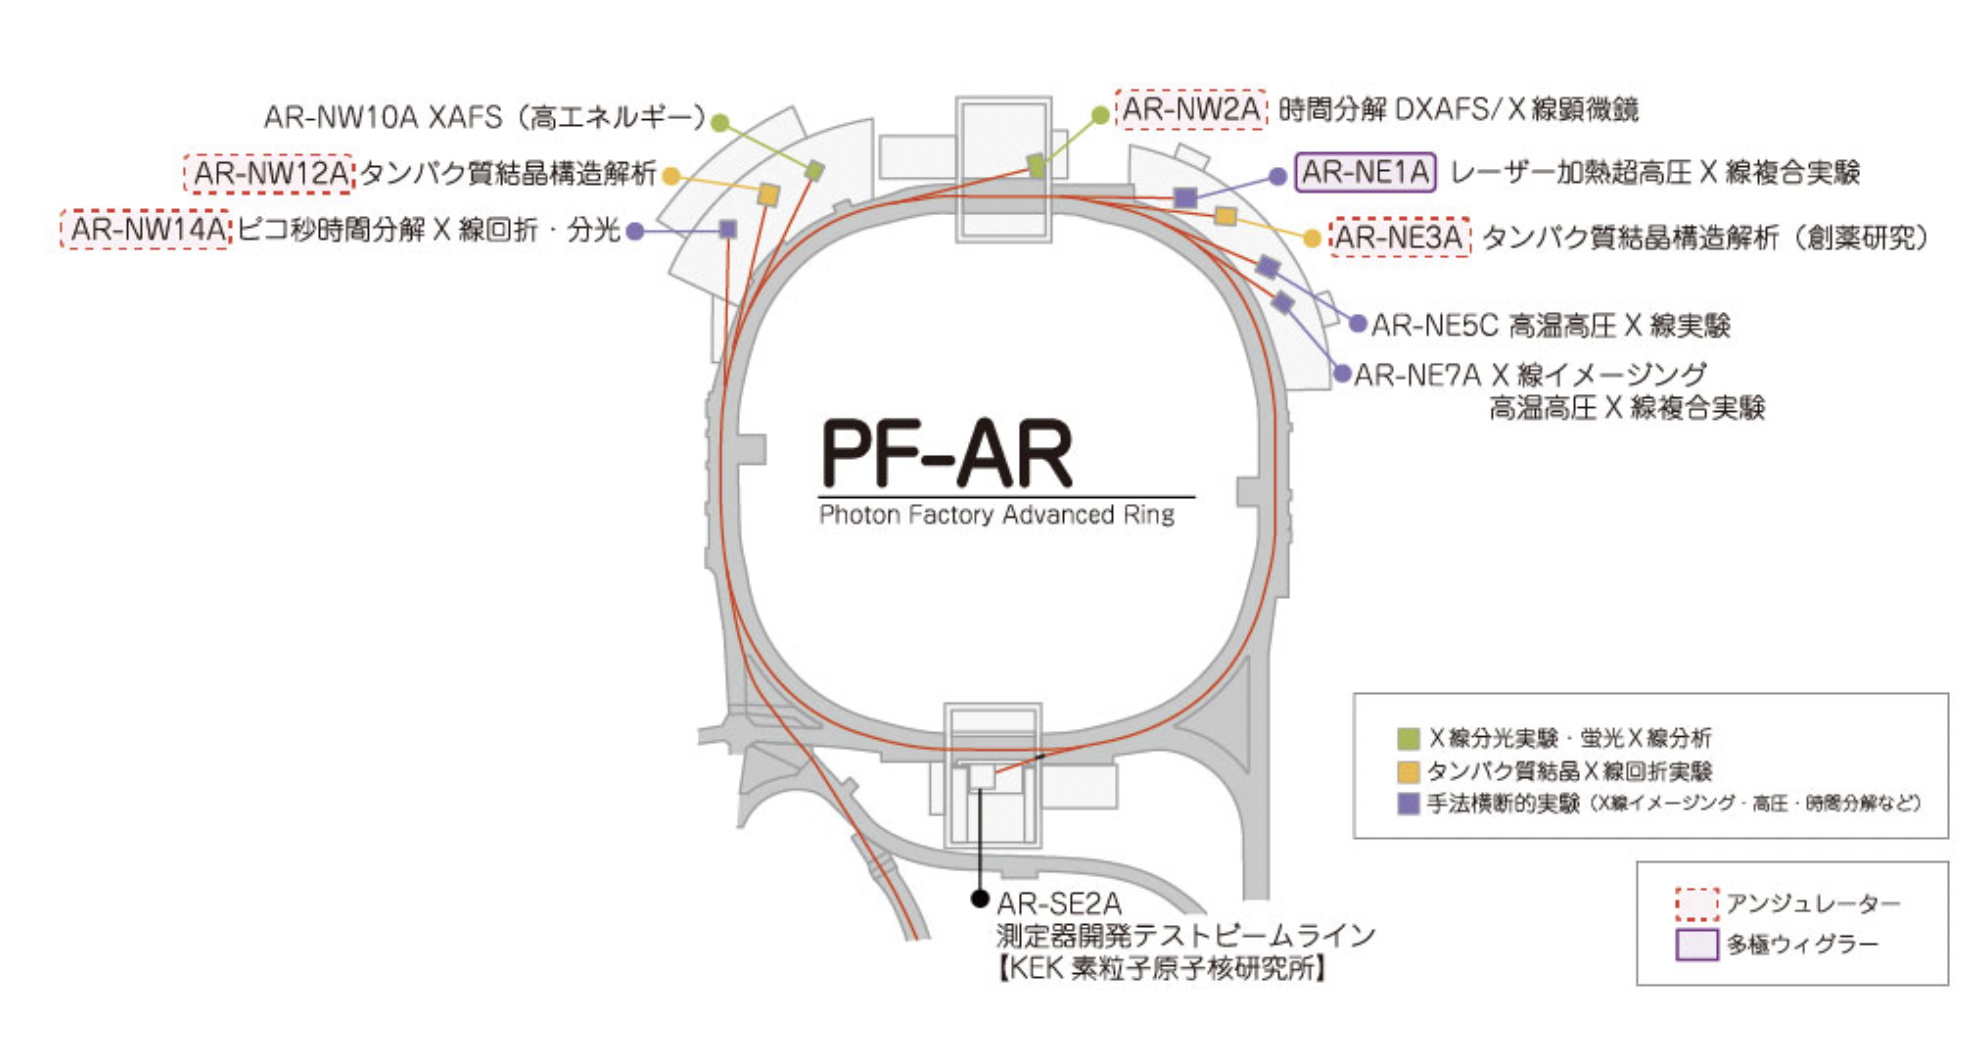 AR-NW10A XAFS（高エネルギー）
AR-NW12A タンパク質結晶構造解析
AR-NW14A ピコ秒時間分解 X 線回折・分光
AR-NW2A 時間分解 DXAFS/X 線顕微鏡
AR-NE1A レーザー加熱超高圧 X 線複合実験
AR-NE3A タンパク質結晶構造解析（創薬研究）
AR-NE5C 高温高圧 X 線実験
AR-NE7A X 線イメージング
高温高圧 X 線複合実験
PF-AR
Photon Factory Advanced Ring
AR-SE2A
測定器開発テストビームライン
【KEK 素粒子原子核研究所】
X線分光実験・蛍光X線分析
タンパク質結晶X線回折実験
手法横断的実験（X線イメージング・高圧・時間分解など）
アンジュレーター
多極ウィグラー